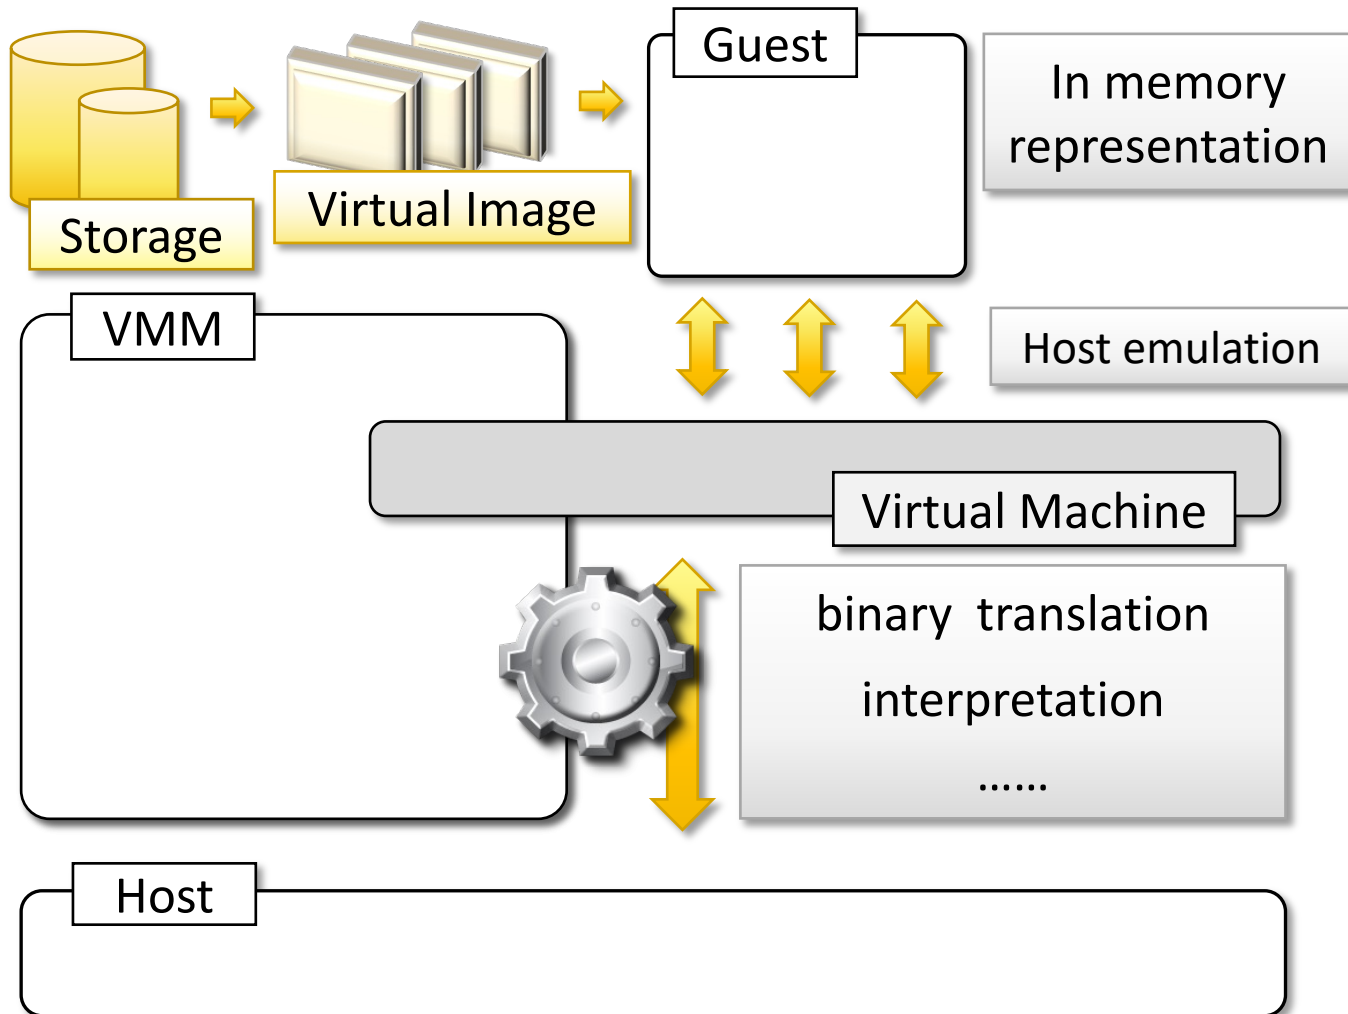 Guest
In memory
representation
Virtual Image
Storage
VMM
Host emulation
Virtual Machine
binary  translation
interpretation
......
Host